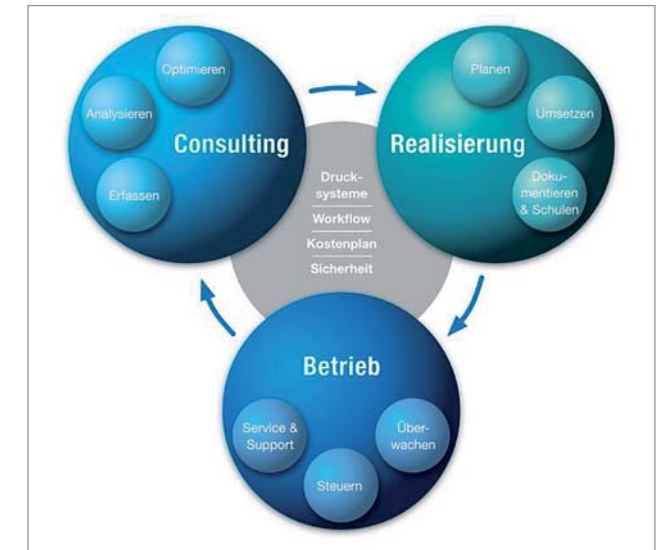 Optimieren
Analysieren
Erfassen
Consulting
Planen
Umsetzen
Doku-
mentieren
& Schulen
Realisierung
Druck-
systeme
Workflow
Kostenplan
Sicherheit
Betrieb
Service &
Support
Steuern
Über-
wachen